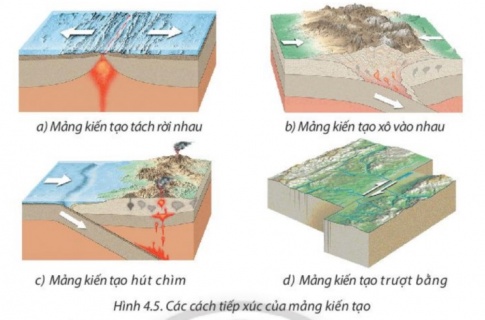 a) Mảng kiến tạo tách rời nhau
b) Mảng kiến tạo xô vào nhau
c) Mảng kiến tạo hút chìm
d) Mảng kiến tạo trượt bằng
Hình 4.5. Các cách tiếp xúc của mảng kiến tạo